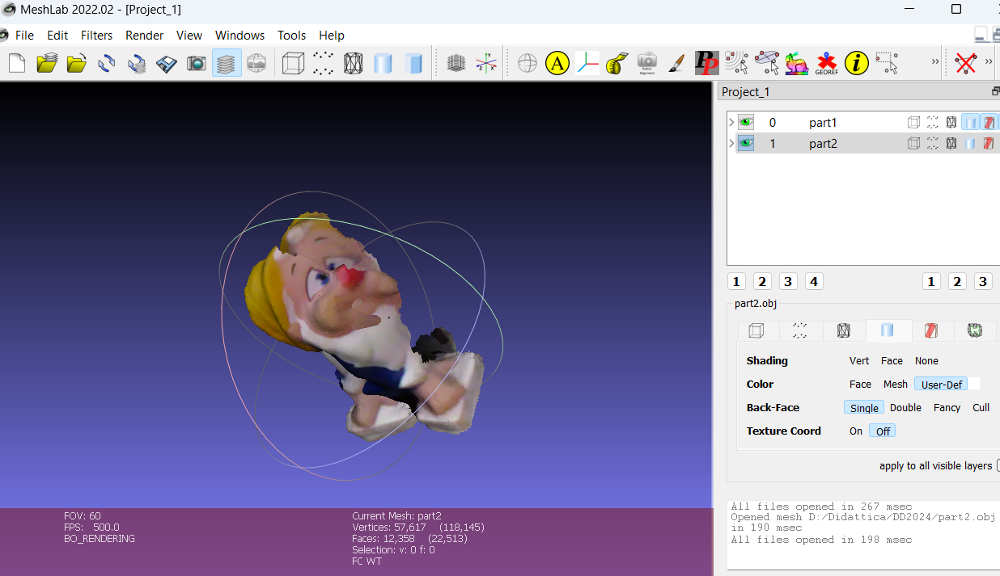 MeshLab 2022.02 - [Project_1]
File Edit Filters Render View Windows Tools Help
A PP GEOREF i » »
Project_1
0 part1
1 part2
1 2 3 4 1 2 3
part2.obj
Shading Vert Face None
Color Face Mesh User-Def
Back-Face Single Double Fancy Cull
Texture Coord On Off
apply to all visible layers
All files opened in 267 msec
Opened mesh D:/Didattica/DD2024/part2.obj
in 190 msec
All files opened in 198 msec
FOV: 60
FPS: 500.0
BO_RENDERING
Current Mesh: part2
Vertices: 57,617 (118,145)
Faces: 12,358 (22,513)
Selection: v: 0 f: 0
FC WT